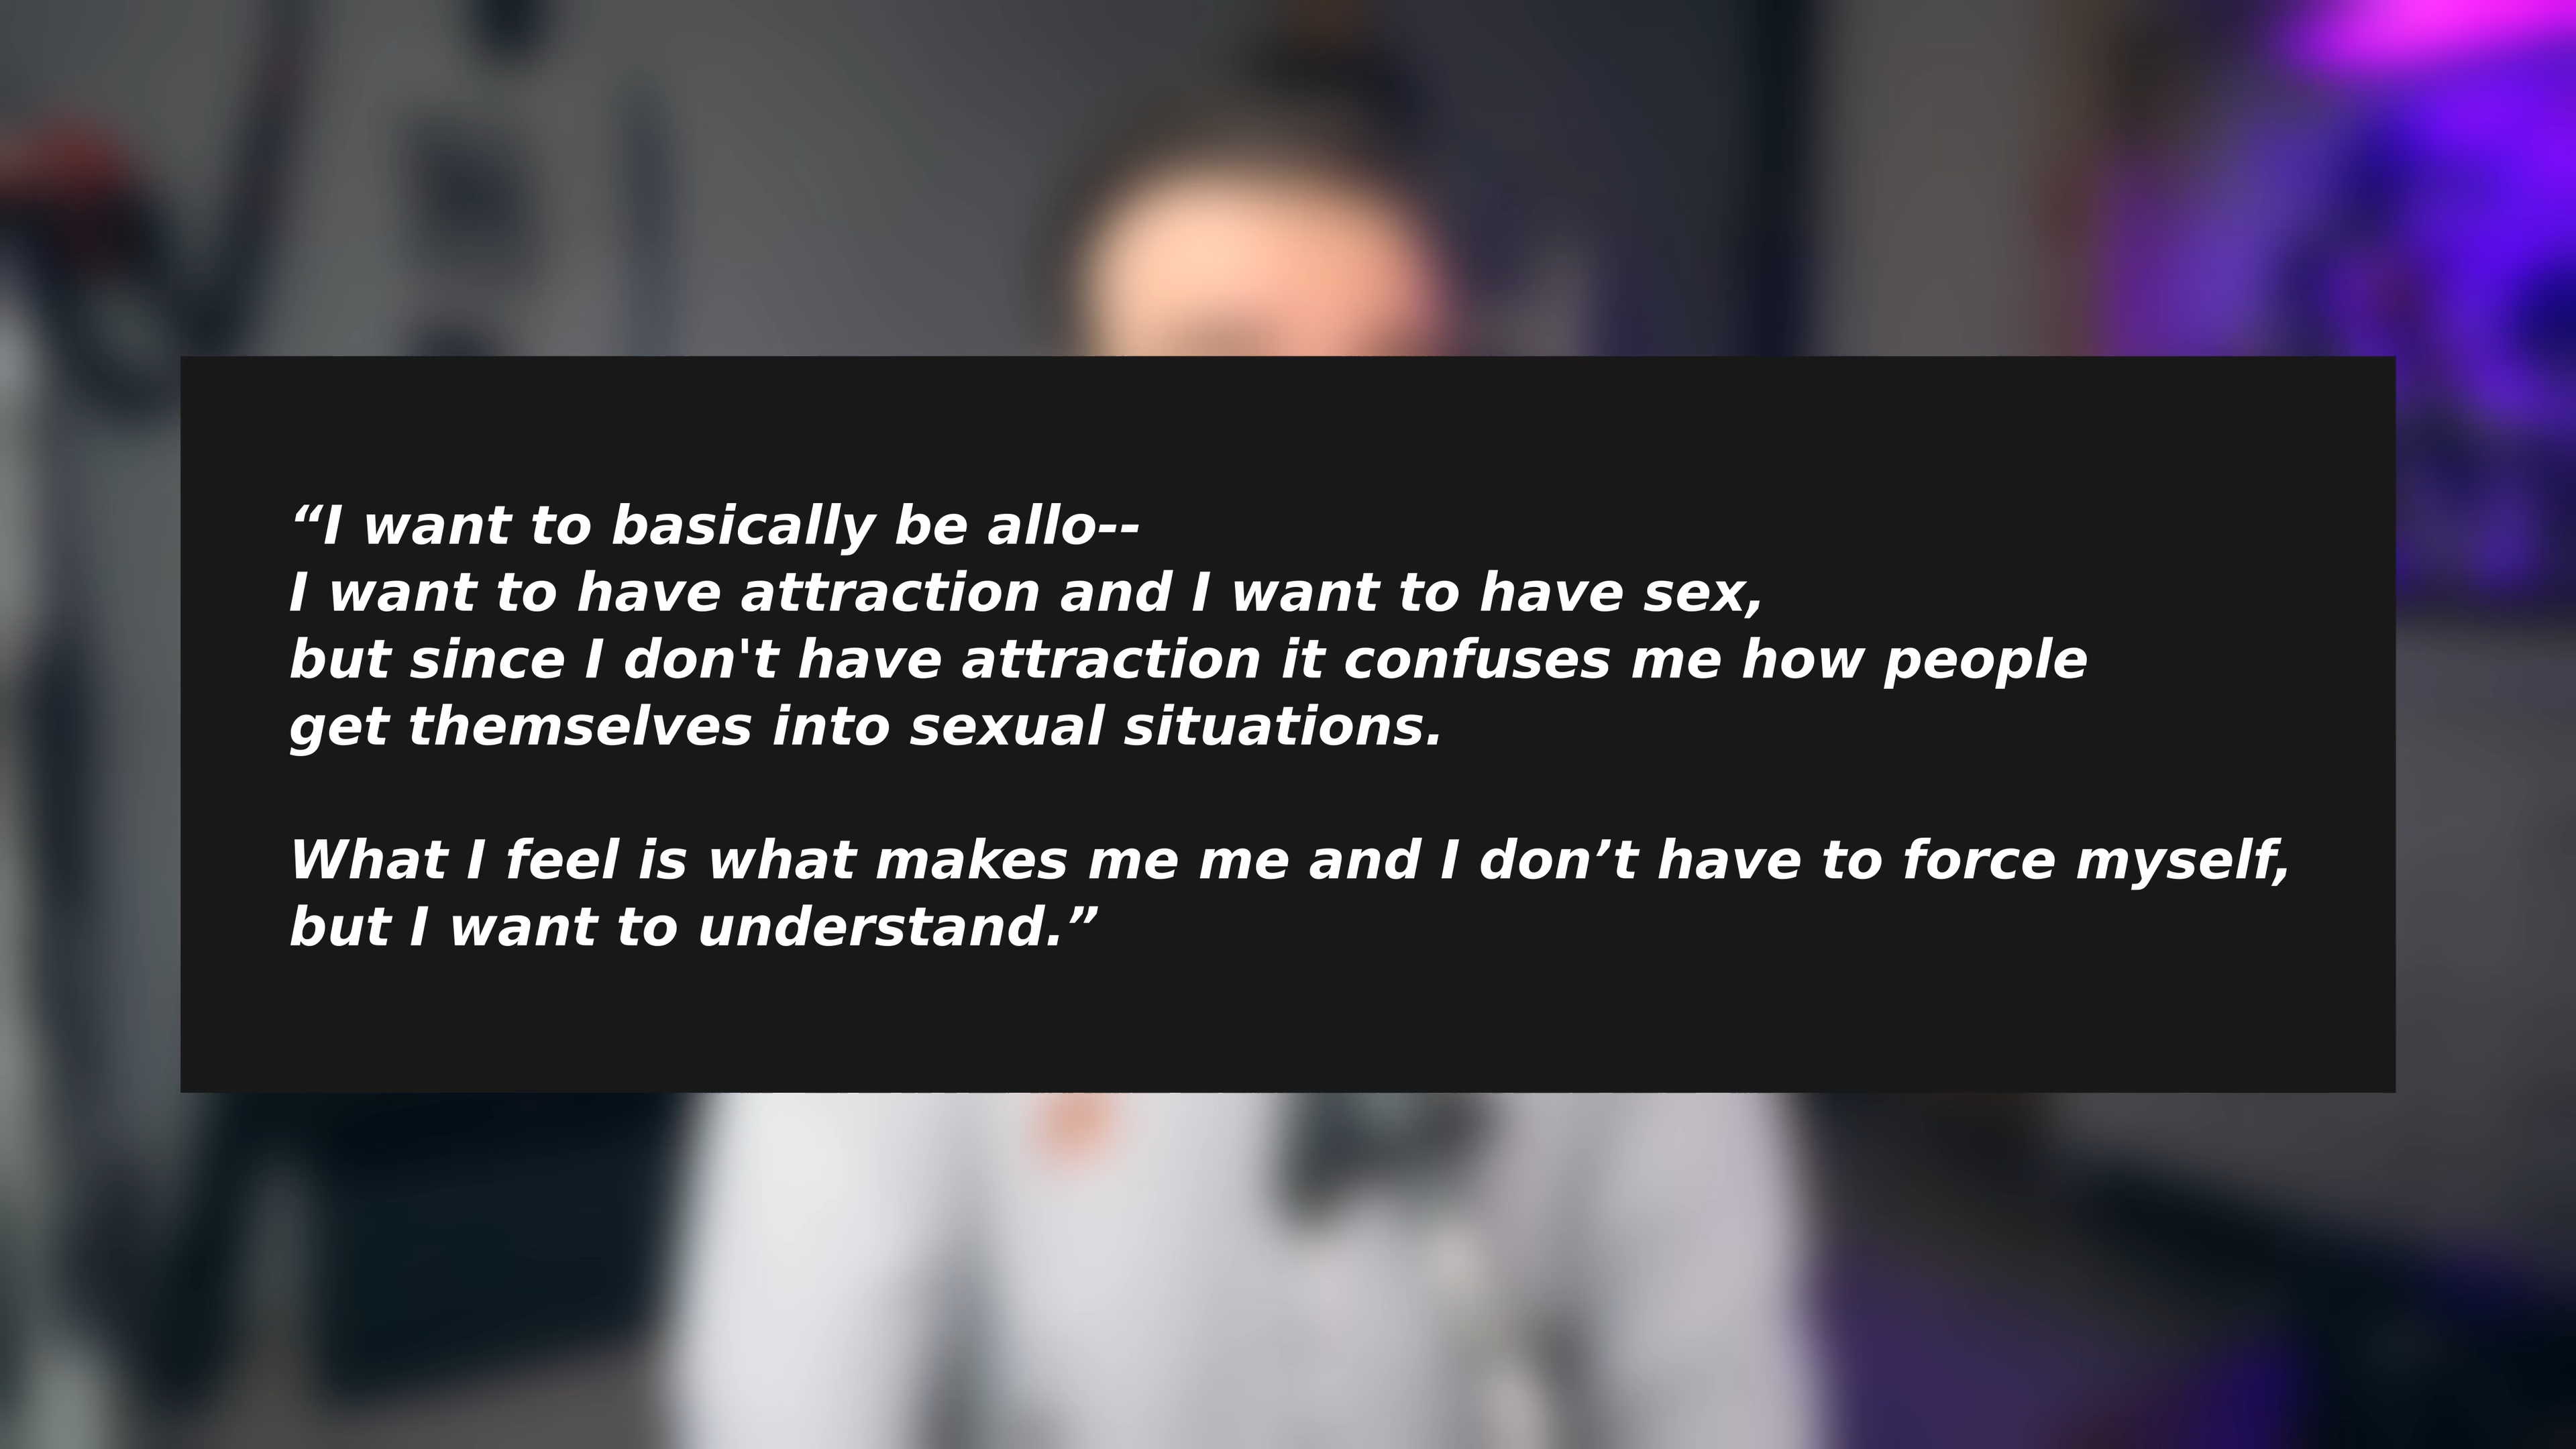 “I want to basically be allo--
I want to have attraction and I want to have sex,
but since I don't have attraction it confuses me how people
get themselves into sexual situations.
What I feel is what makes me me and I don’t have to force myself,
but I want to understand.”